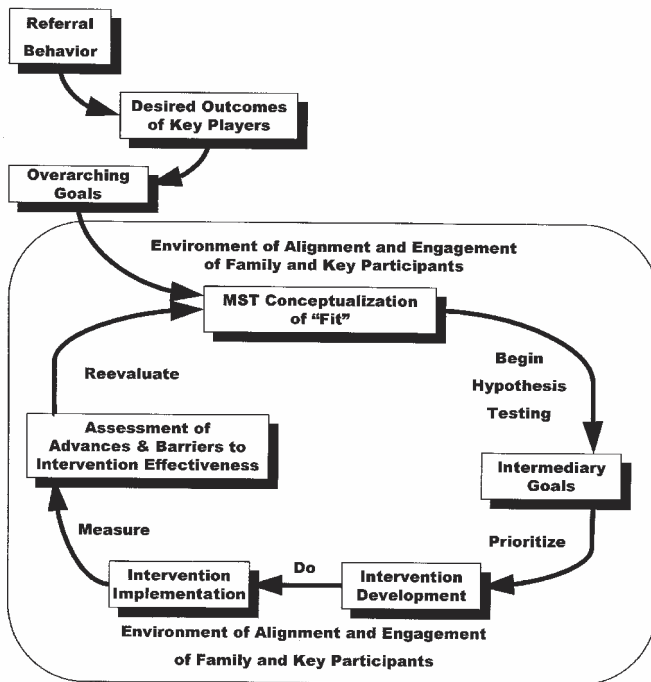 Referral
Behavior
Desired Outcomes
of Key Players
Overarching
Goals
Environment of Alignment and Engagement
of Family and Key Participants
MST Conceptualization
of "Fit"
Begin
Hypothesis
Testing
Reevaluate
Assessment of
Advances & Barriers to
Intervention Effectiveness
Intermediary
Goals
Measure
Prioritize
Do
Intervention
Implementation
Intervention
Development
Environment of Alignment and Engagement
of Family and Key Participants